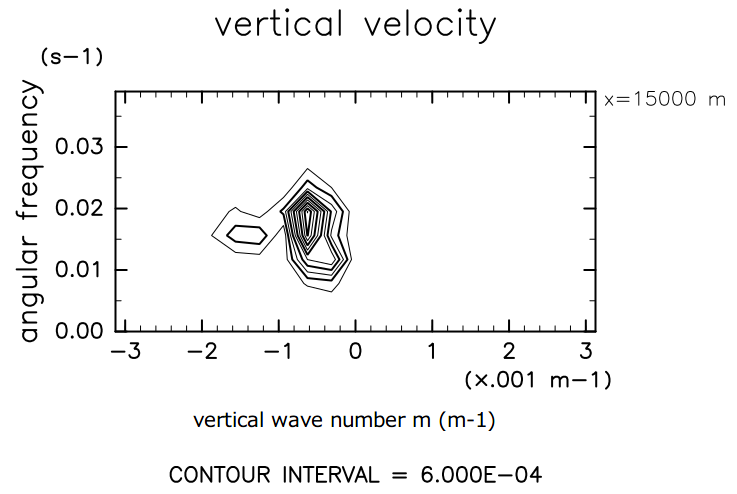 vertical velocity
(s−1)
x=15000 m
angular frequency
0.03
0.02
0.01
0.00
−3 −2 −1 0 1 2 3
(×.001 m−1)
vertical wave number m (m-1)
CONTOUR INTERVAL = 6.000E−04